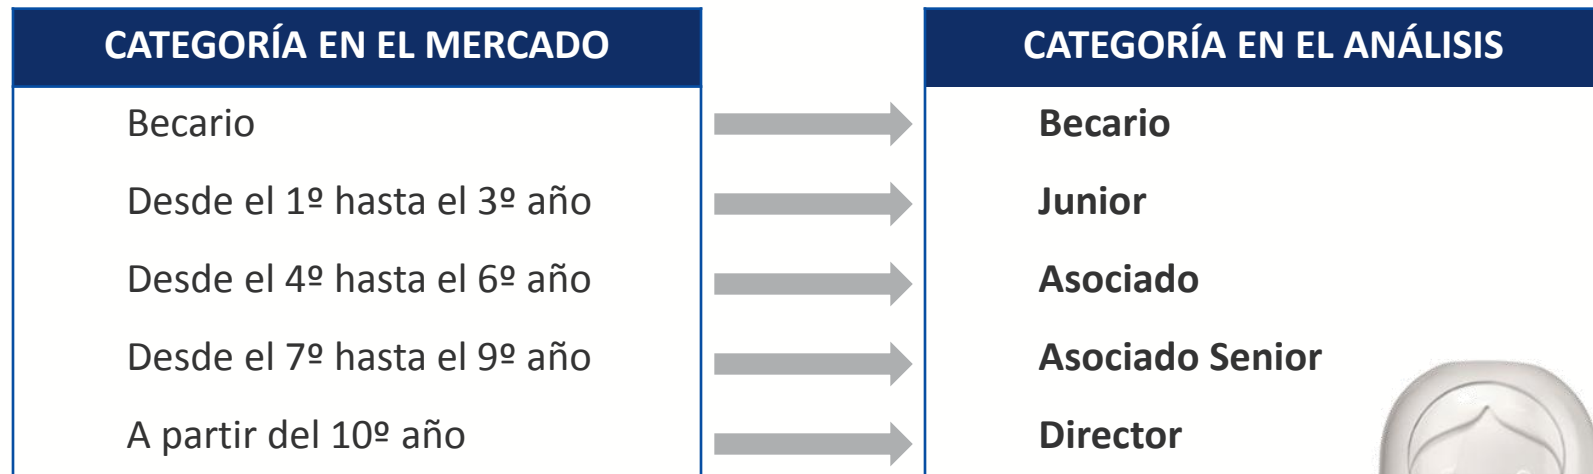 CATEGORÍA EN EL MERCADO
Becario
Desde el 1º hasta el 3º año
Desde el 4º hasta el 6º año
Desde el 7º hasta el 9º año
A partir del 10º año
CATEGORÍA EN EL ANÁLISIS
Becario
Junior
Asociado
Asociado Senior
Director